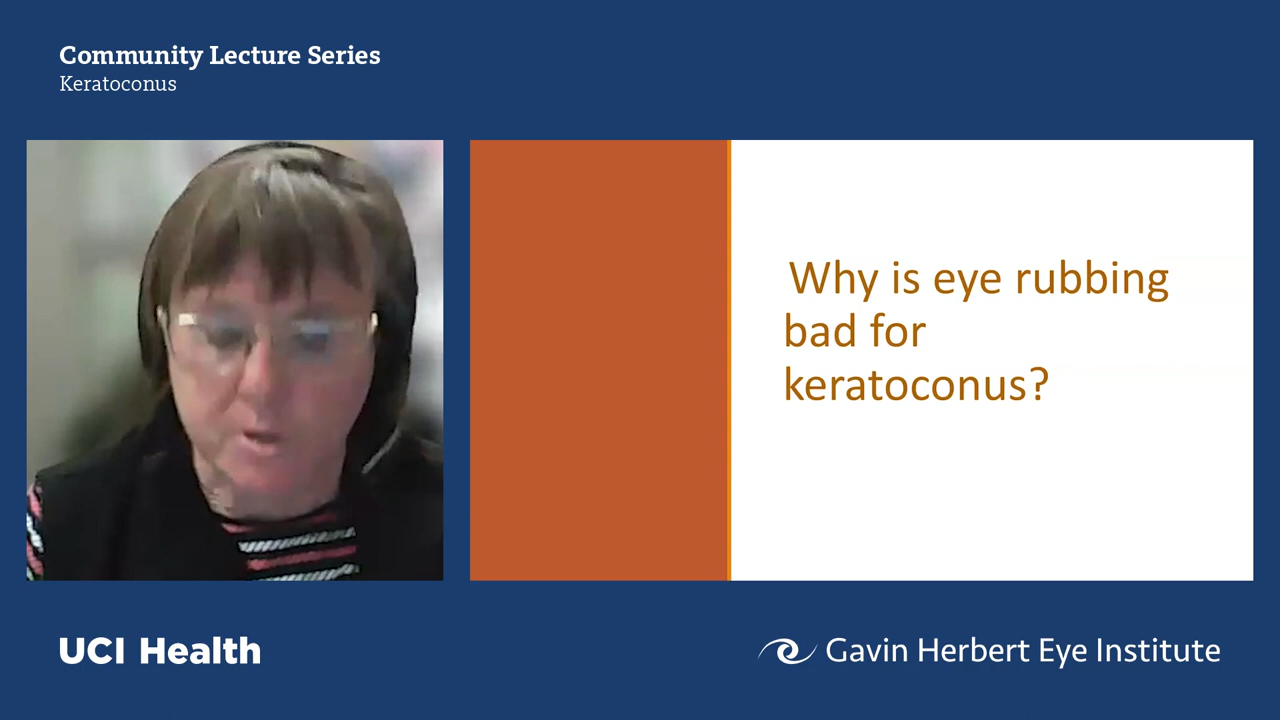 Community Lecture Series
Keratoconus
Why is eye rubbing
bad for
keratoconus?
UCI Health
Gavin Herbert Eye Institute